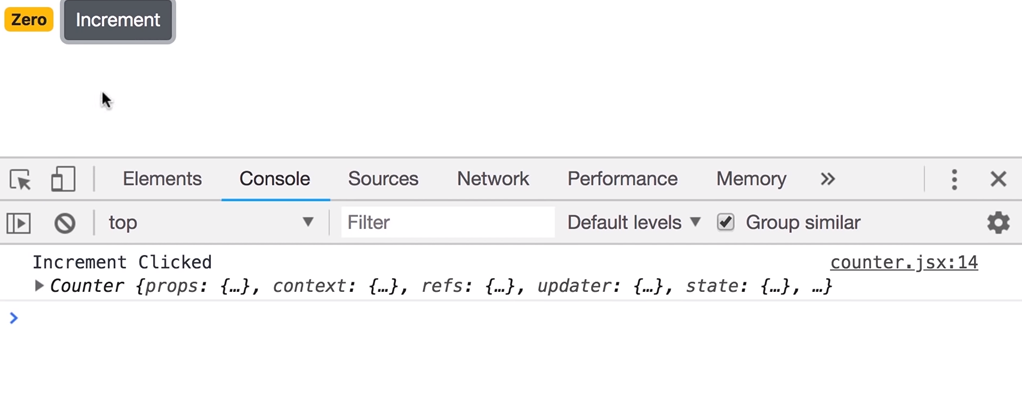 Zero Increment
Elements Console Sources Network Performance Memory »
top Filter Default levels Group similar
Increment Clicked counter.jsx:14
Counter {props: {…}, context: {…}, refs: {…}, updater: {…}, state: {…}, …}